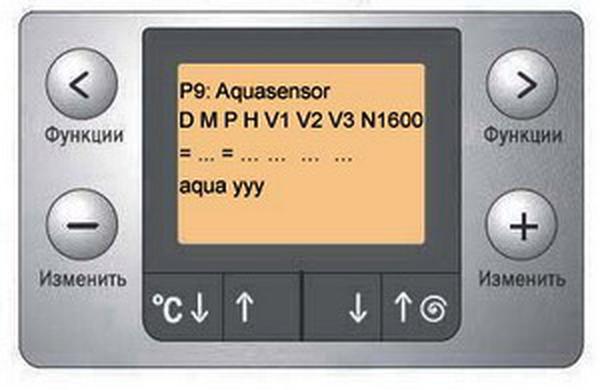 P9: Aquasensor
D M P H V1 V2 V3 N1600
= ... = ... ... ... ...
aqua yyy
< >
Функции Функции
− +
Изменить Изменить
°C ↓ ↑ ↓ ↑